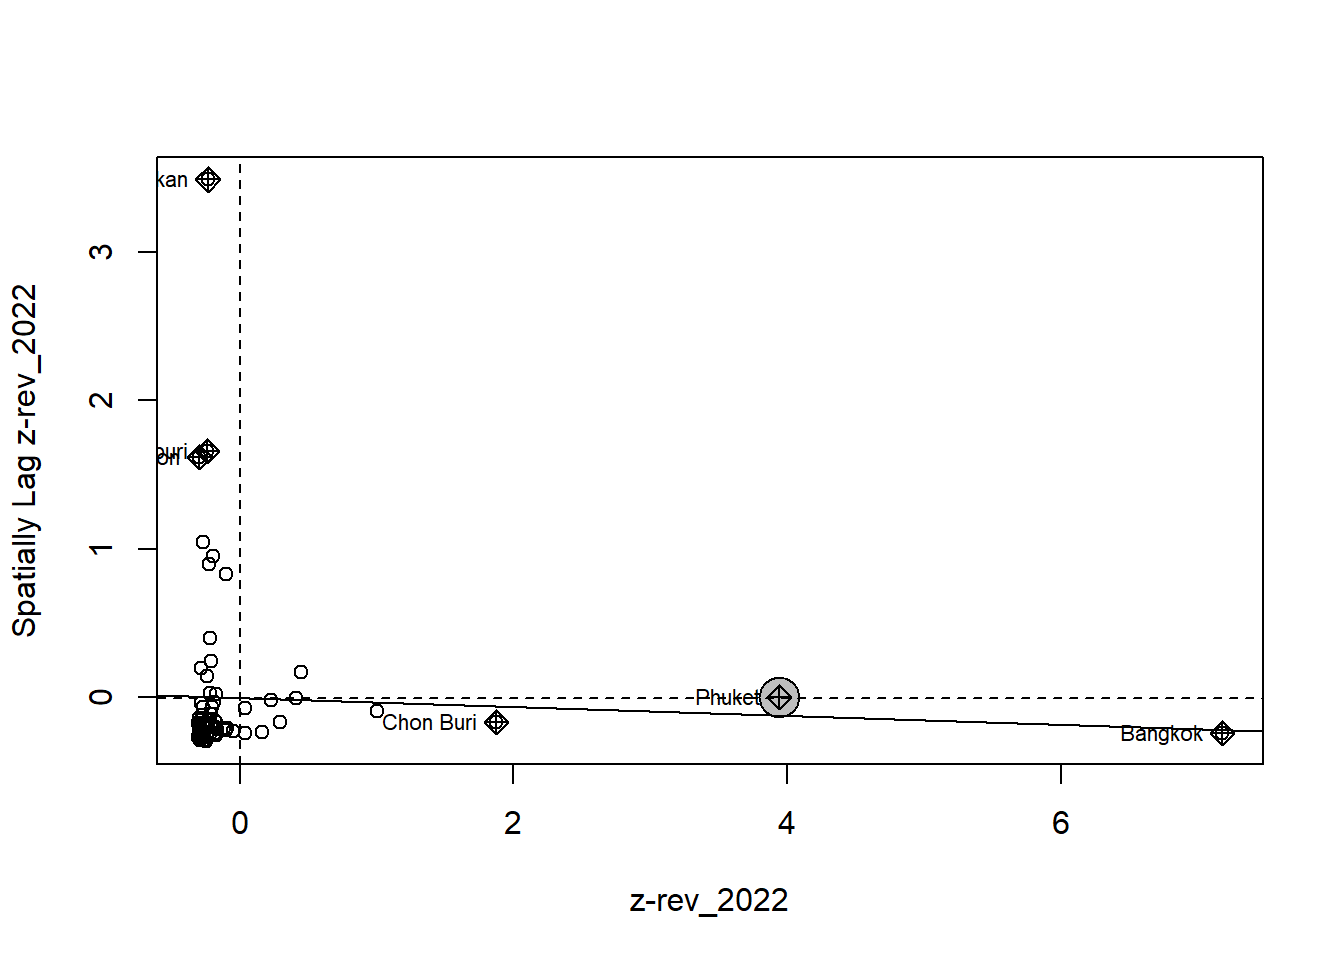 Spatially Lag z-rev_2022
3
2
1
0
kan
Phuket
Chon Buri
Bangkok
0 2 4 6
z-rev_2022